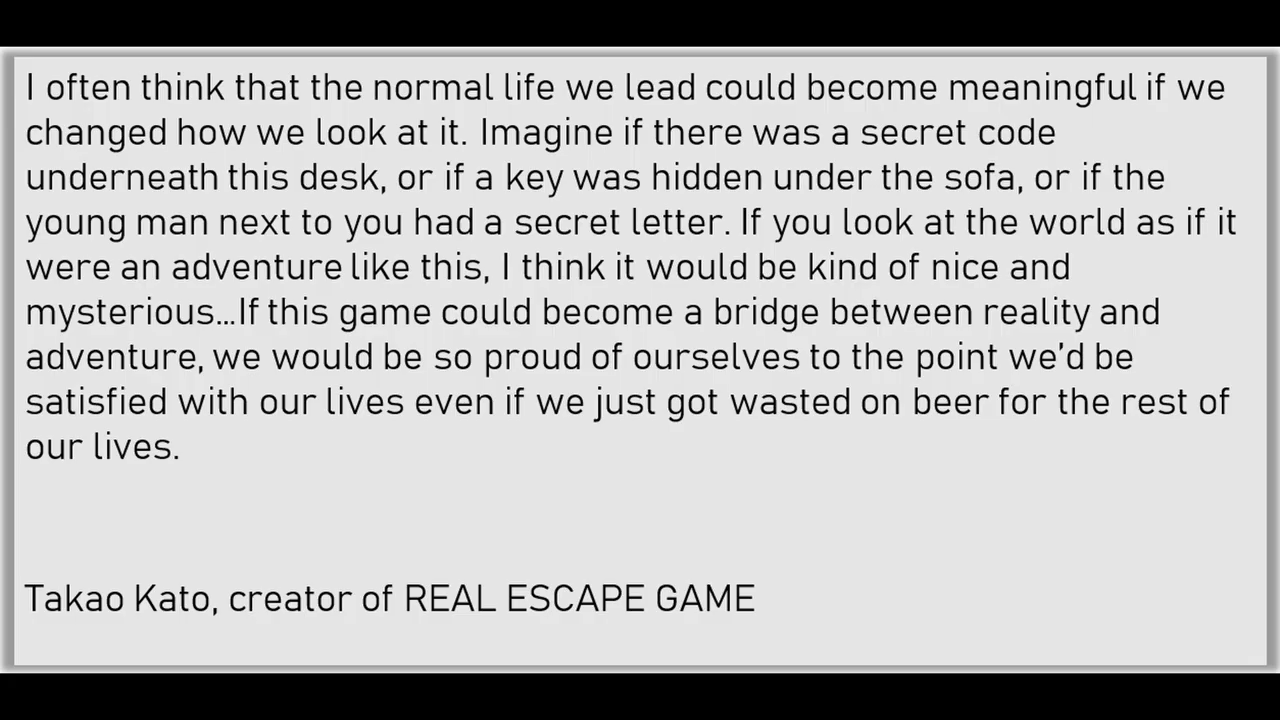 I often think that the normal life we lead could become meaningful if we
changed how we look at it. Imagine if there was a secret code
underneath this desk, or if a key was hidden under the sofa, or if the
young man next to you had a secret letter. If you look at the world as if it
were an adventure like this, I think it would be kind of nice and
mysterious...If this game could become a bridge between reality and
adventure, we would be so proud of ourselves to the point we’d be
satisfied with our lives even if we just got wasted on beer for the rest of
our lives.
Takao Kato, creator of REAL ESCAPE GAME